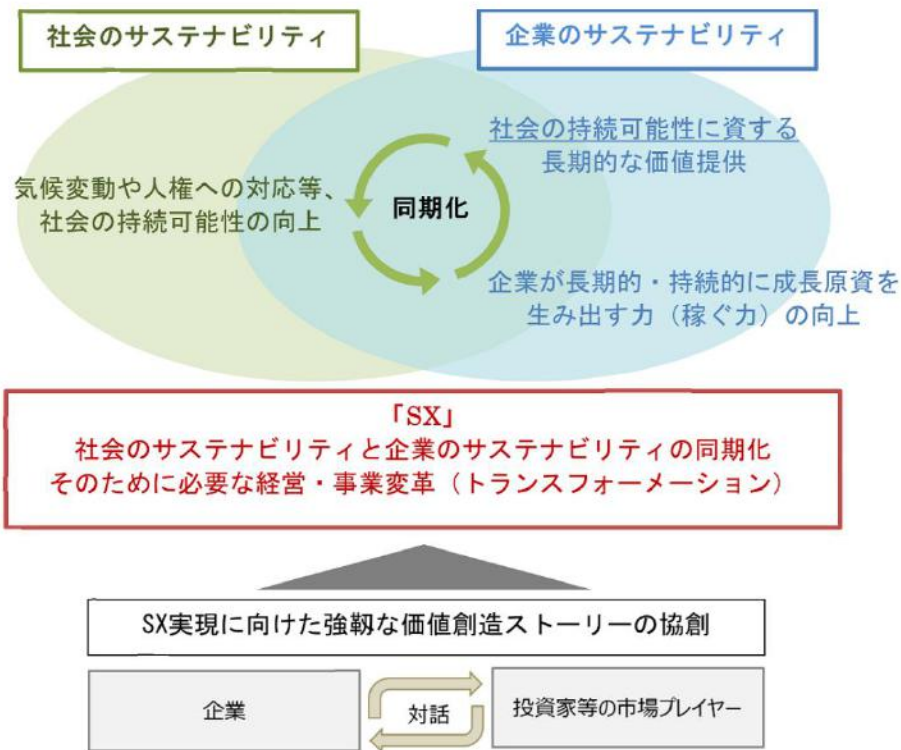 社会のサステナビリティ
企業のサステナビリティ
社会の持続可能性に資する
長期的な価値提供
気候変動や人権への対応等、
社会の持続可能性の向上
同期化
企業が長期的・持続的に成長原資を
生み出す力（稼ぐ力）の向上
「SX」
社会のサステナビリティと企業のサステナビリティの同期化
そのために必要な経営・事業変革（トランスフォーメーション）
SX実現に向けた強靱な価値創造ストーリーの協創
企業
対話
投資家等の市場プレイヤー